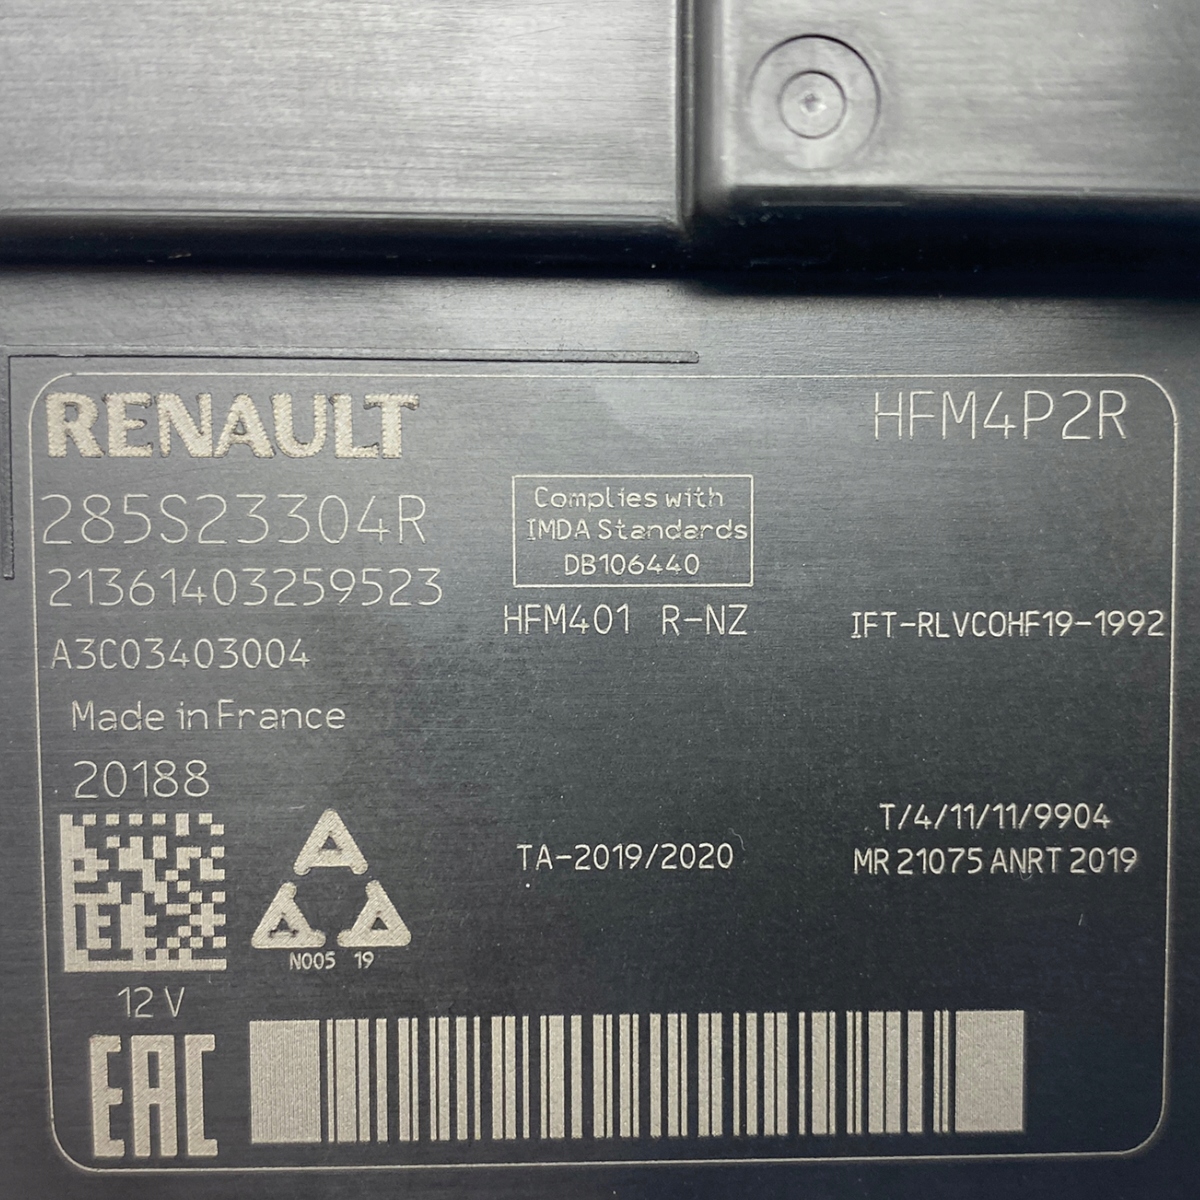 RENAULT
HFM4P2R
285S23304R
21361403259523
A3C03403004
Made in France
20188
Complies with
IMDA Standards
DB106440
HFM401 R-NZ
IFT-RLVCOHF19-1992
TA-2019/2020
T/4/11/11/9904
MR 21075 ANRT 2019
N005 19
12 V
EAC